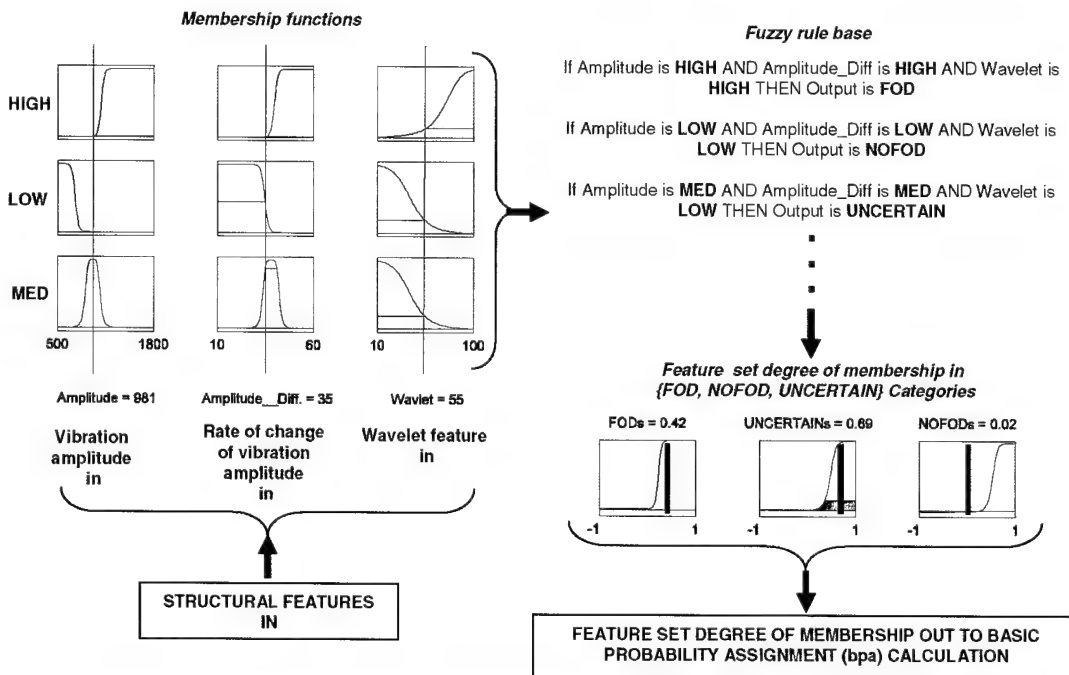 Membership functions
HIGH
LOW
MED
500
1800
10
60
10
100
Amplitude = 981
Amplitude__Diff. = 35
Wavlet = 55
Vibration
amplitude
in
Rate of change
of vibration
amplitude
in
Wavelet feature
in
STRUCTURAL FEATURES
IN
Fuzzy rule base
If Amplitude is HIGH AND Amplitude_Diff is HIGH AND Wavelet is
HIGH THEN Output is FOD
If Amplitude is LOW AND Amplitude_Diff is LOW AND Wavelet is
LOW THEN Output is NOFOD
If Amplitude is MED AND Amplitude_Diff is MED AND Wavelet is
LOW THEN Output is UNCERTAIN
Feature set degree of membership in
{FOD, NOFOD, UNCERTAIN} Categories
FODs = 0.42
UNCERTAINs = 0.69
NOFODs = 0.02
-1
1
-1
1
-1
1
FEATURE SET DEGREE OF MEMBERSHIP OUT TO BASIC
PROBABILITY ASSIGNMENT (bpa) CALCULATION